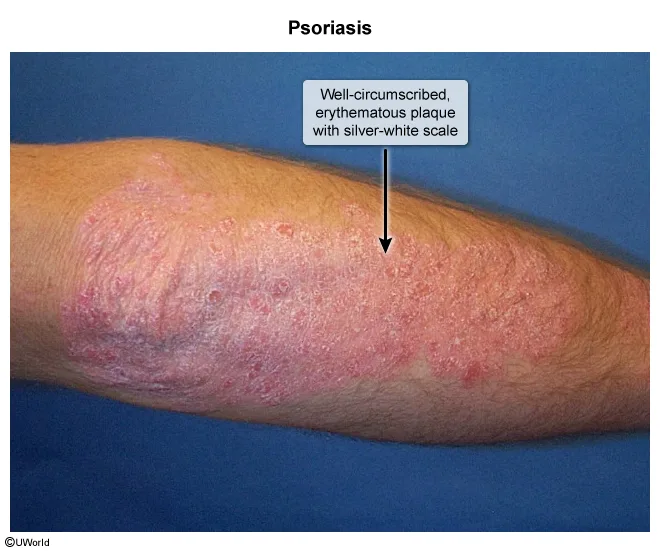 Psoriasis
Well-circumscribed,
erythematous plaque
with silver-white scale
©UWorld